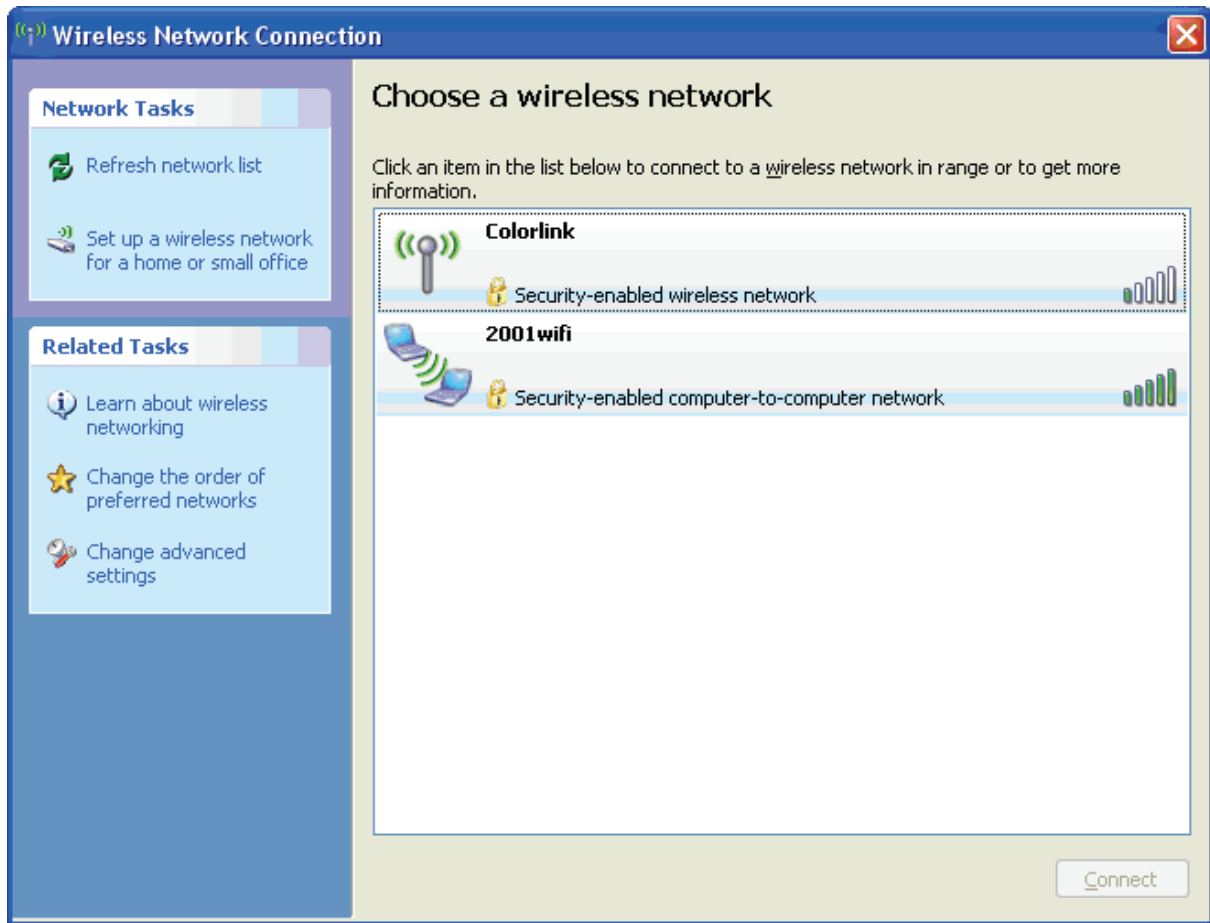 Wireless Network Connection
Network Tasks
Refresh network list
Set up a wireless network
for a home or small office
Related Tasks
Learn about wireless
networking
Change the order of
preferred networks
Change advanced
settings
Choose a wireless network
Click an item in the list below to connect to a wireless network in range or to get more
information.
Colorlink
Security-enabled wireless network
2001wifi
Security-enabled computer-to-computer network
Connect